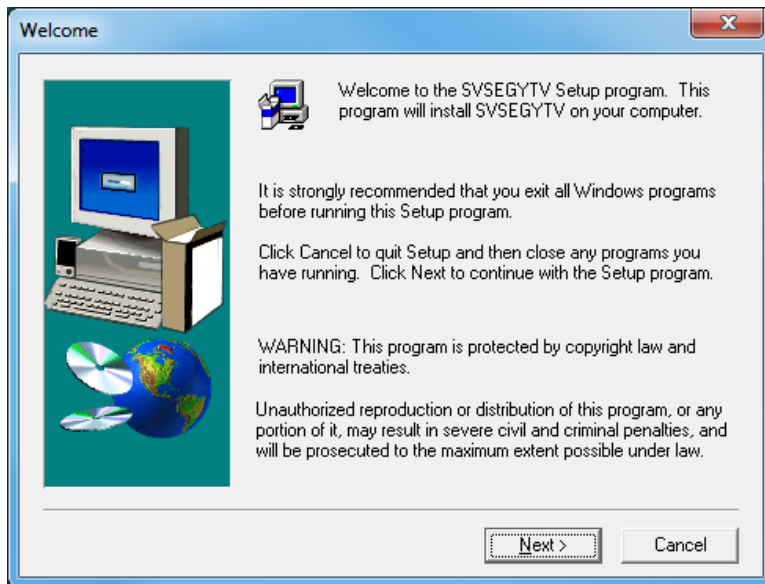 Welcome
Welcome to the SVSEGYTV Setup program.  This
program will install SVSEGYTV on your computer.
It is strongly recommended that you exit all Windows programs
before running this Setup program.
Click Cancel to quit Setup and then close any programs you
have running.  Click Next to continue with the Setup program.
WARNING: This program is protected by copyright law and
international treaties.
Unauthorized reproduction or distribution of this program, or any
portion of it, may result in severe civil and criminal penalties, and
will be prosecuted to the maximum extent possible under law.
Next >
Cancel